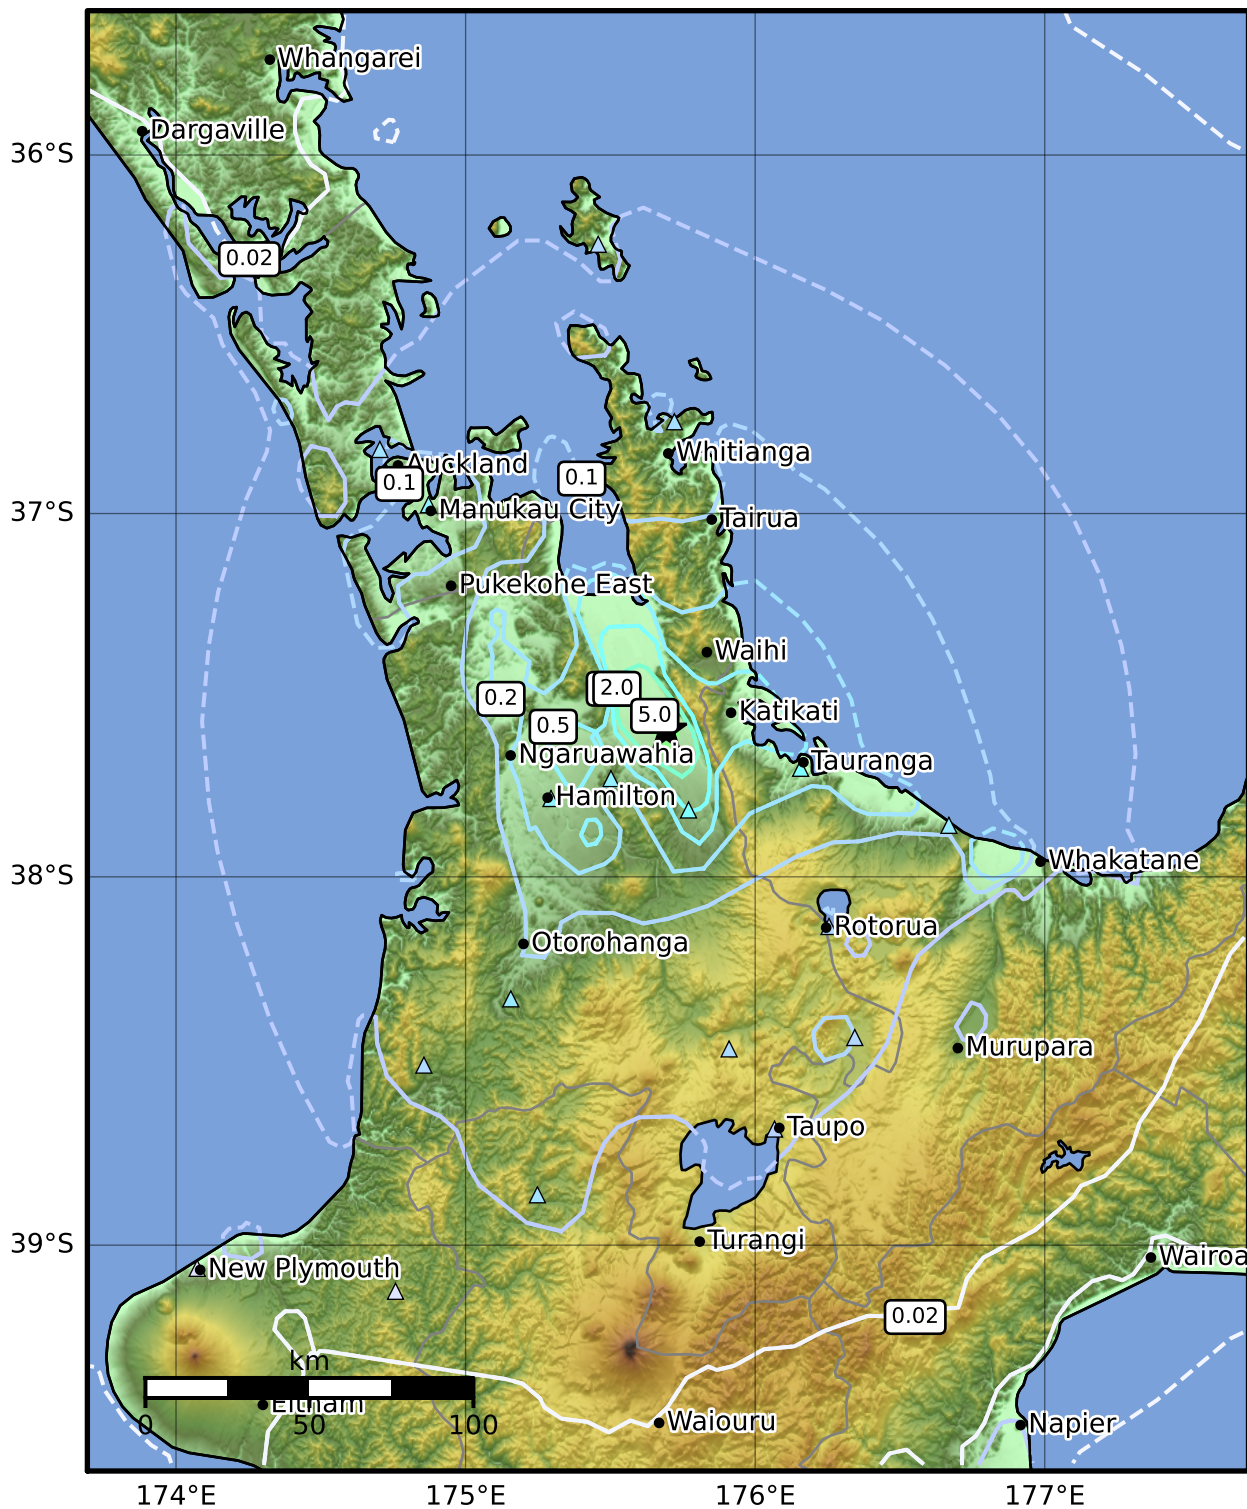 Whangarei
Dargaville
36°S
0.02
Whitianga
Auckland
0.1
0.1
Manukau City
37°S
Tairua
Pukekohe East
Waihi
0.2
2.0
0.5
5.0
Katikati
Ngaruawahia
Tauranga
Hamilton
38°S
Whakatane
Rotorua
Otorohanga
Murupara
Taupo
39°S
Turangi
Wairoa
New Plymouth
0.02
km
0
50
100
Eltham
Waiouru
Napier
174°E
175°E
176°E
177°E